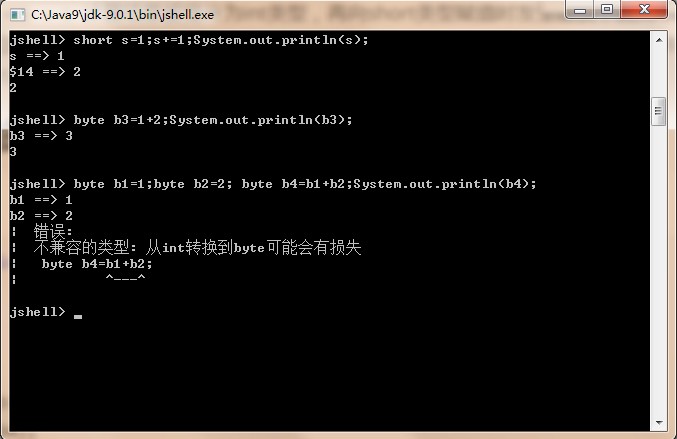 C:\Java9\jdk-9.0.1\bin\jshell.exe
jshell> short s=1;s+=1;System.out.println(s);
s ==> 1
$14 ==> 2
2
jshell> byte b3=1+2;System.out.println(b3);
b3 ==> 3
3
jshell> byte b1=1;byte b2=2; byte b4=b1+b2;System.out.println(b4);
b1 ==> 1
b2 ==> 2
¦  错误:
¦  不兼容的类型: 从int转换到byte可能会有损失
¦   byte b4=b1+b2;
¦           ^---^
jshell> _